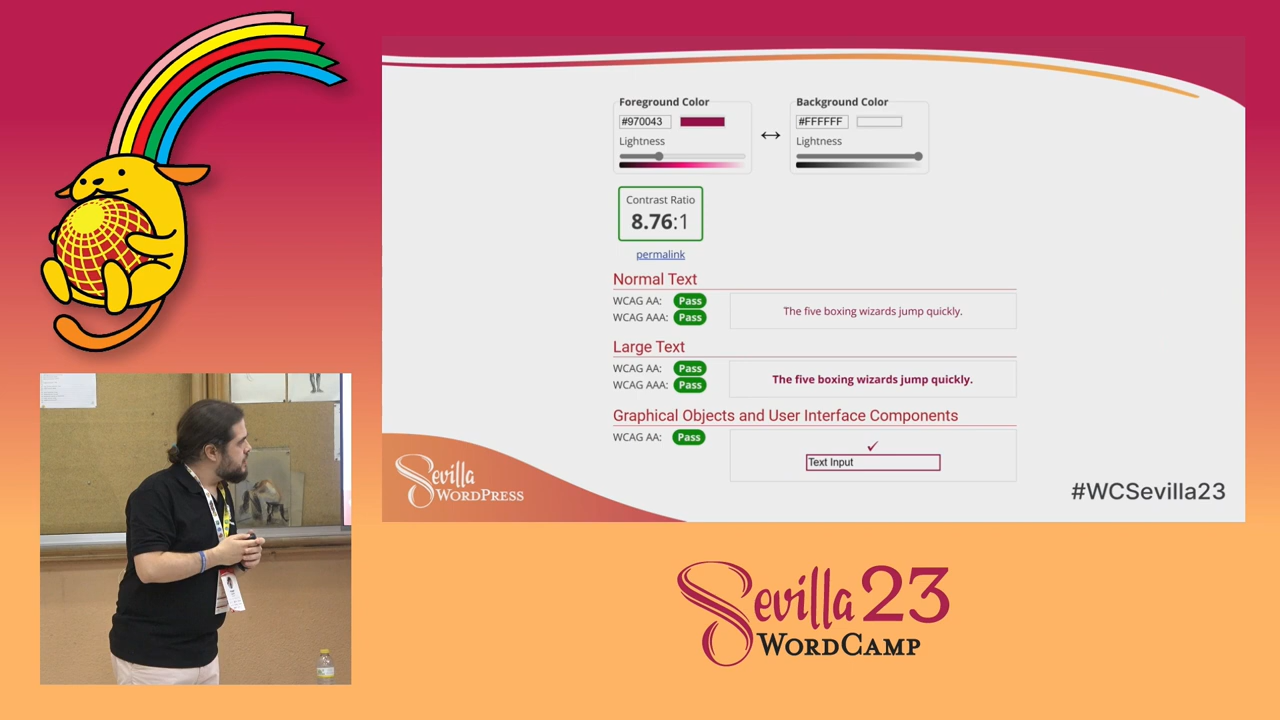 Foreground Color
#970043
Lightness
Background Color
#FFFFFF
Lightness
Contrast Ratio
8.76:1
permalink
Normal Text
WCAG AA: Pass
WCAG AAA: Pass
The five boxing wizards jump quickly.
Large Text
WCAG AA: Pass
WCAG AAA: Pass
The five boxing wizards jump quickly.
Graphical Objects and User Interface Components
WCAG AA: Pass
Text Input
Sevilla
WORDPRESS
#WCSevilla23
Sevilla 23
WORDCAMP